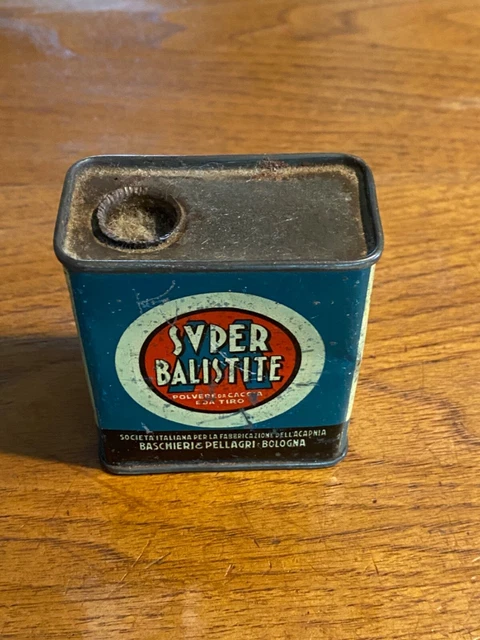 SVPER
BALISTITE
POLVERE DA CACCIA
E DA TIRO
SOCIETÀ ITALIANA PER LA FABBRICAZIONE DELL'ACAPNIA
BASCHIERI & PELLAGRI - BOLOGNA